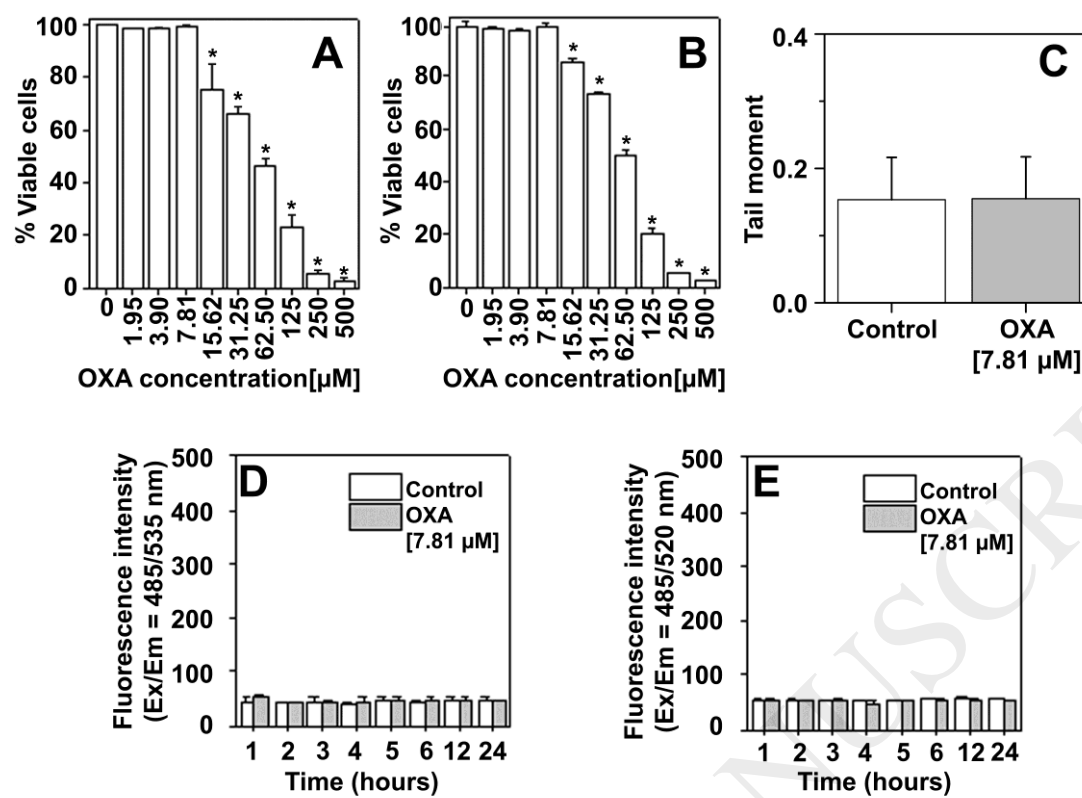 A
% Viable cells
100
80
60
40
20
0
* * * * * *
0 1.95 3.90 7.81 15.62 31.25 62.50 125 250 500
OXA concentration[µM]
B
% Viable cells
100
80
60
40
20
0
* * * * * *
0 1.95 3.90 7.81 15.62 31.25 62.50 125 250 500
OXA concentration[µM]
C
Tail moment
0.4
0.2
0.0
Control OXA
[7.81 µM]
D
Fluorescence intensity
(Ex/Em = 485/535 nm)
500
400
300
200
100
0
Control
OXA
[7.81 µM]
1 2 3 4 5 6 12 24
Time (hours)
E
Fluorescence intensity
(Ex/Em = 485/520 nm)
500
400
300
200
100
0
Control
OXA
[7.81 µM]
1 2 3 4 5 6 12 24
Time (hours)
NUSCR